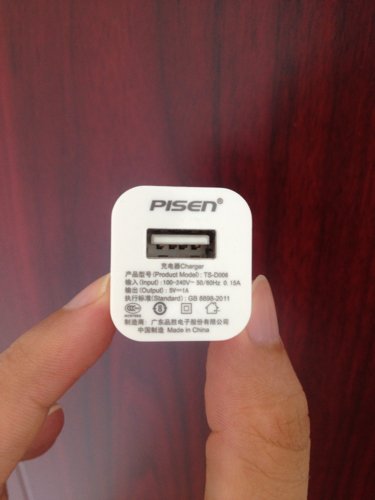 PISEN®
充电器Charger
产品型号(Product Model): TS-D008
输入(Input):100-240V~ 50/60Hz 0.15A
输出(Output): 5V⎓1A
执行标准(Standard): GB 8898-2011
制造商: 广东品胜电子股份有限公司
中国制造 Made in China